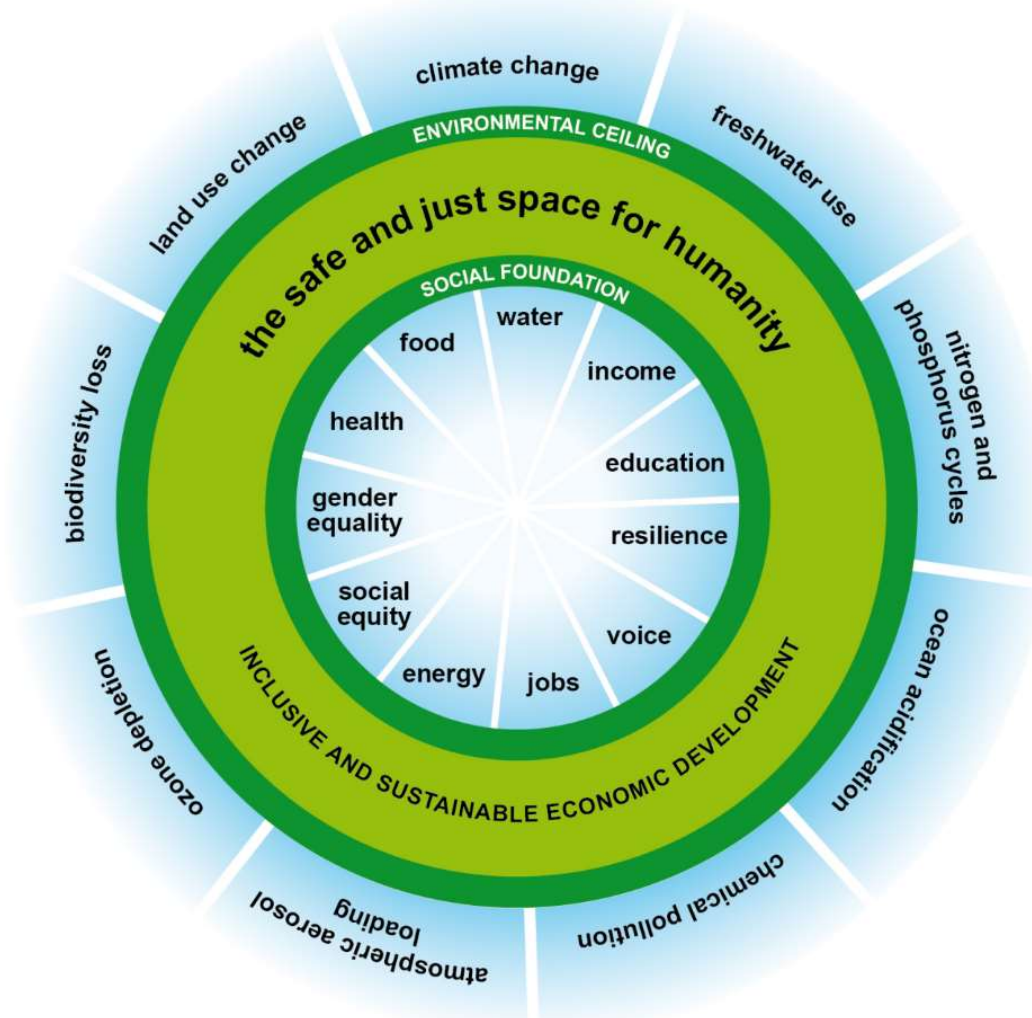 climate change
freshwater use
nitrogen and
phosphorus cycles
ocean acidification
chemical pollution
atmospheric aerosol
loading
ozone depletion
biodiversity loss
land use change
ENVIRONMENTAL CEILING
the safe and just space for humanity
SOCIAL FOUNDATION
water
income
education
resilience
voice
jobs
energy
social
equity
gender
equality
health
food
INCLUSIVE AND SUSTAINABLE ECONOMIC DEVELOPMENT